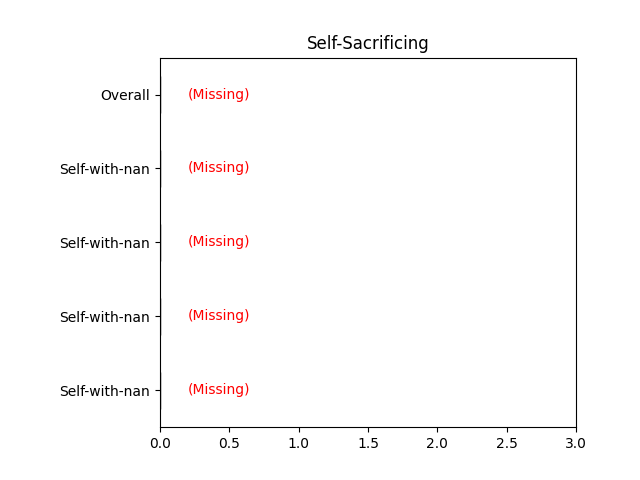 Self-Sacrificing
Overall (Missing)
Self-with-nan (Missing)
Self-with-nan (Missing)
Self-with-nan (Missing)
Self-with-nan (Missing)
0.0 0.5 1.0 1.5 2.0 2.5 3.0